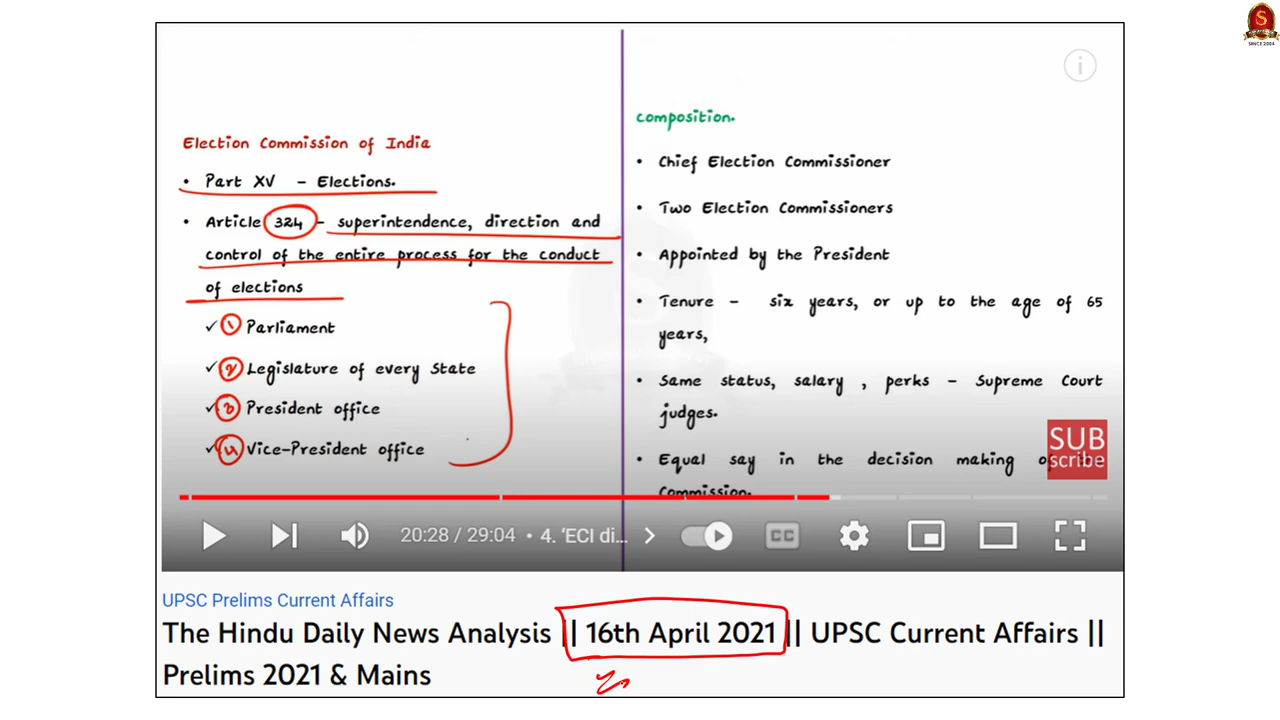 S
SINCE 2004
Election Commission of India
• Part XV – Elections.
• Article 324 – superintendence, direction and
control of the entire process for the conduct
of elections
✓ 1 Parliament
✓ 2 Legislature of every State
✓ 3 President office
✓ 4 Vice-President office
composition.
• Chief Election Commissioner
• Two Election Commissioners
• Appointed by the President
• Tenure – six years, or up to the age of 65
years,
• Same status, salary , perks – Supreme Court
judges.
• Equal say in the decision making
Commission.
SUB
scribe
20:28 / 29:04 • 4. 'ECI di...
CC
UPSC Prelims Current Affairs
The Hindu Daily News Analysis || 16th April 2021 || UPSC Current Affairs ||
Prelims 2021 & Mains